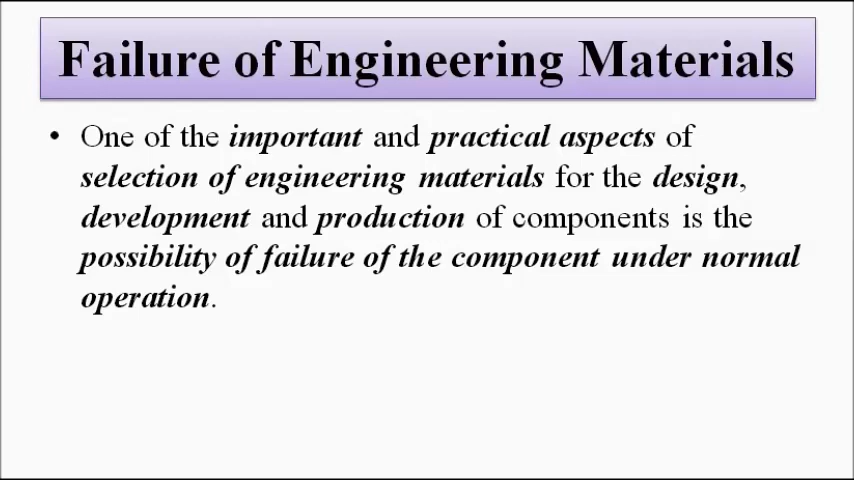 Failure of Engineering Materials
• One of the important and practical aspects of
selection of engineering materials for the design,
development and production of components is the
possibility of failure of the component under normal
operation.